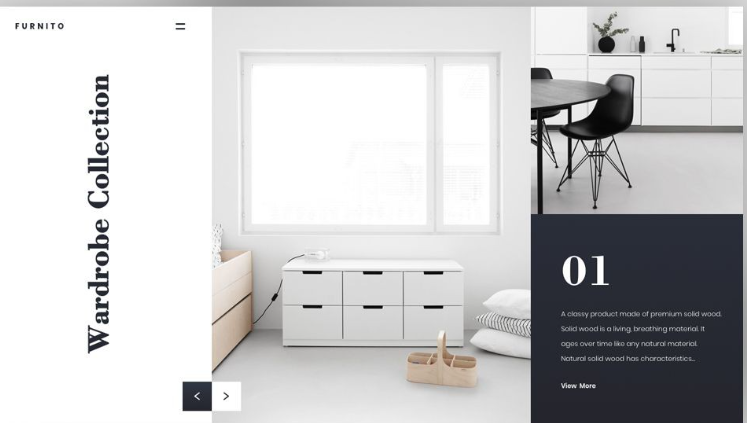 FURNITO
Wardrobe Collection
01
A classy product made of premium solid wood.
Solid wood is a living, breathing material. It
ages over time like any natural material.
Natural solid wood has characteristics...
View More